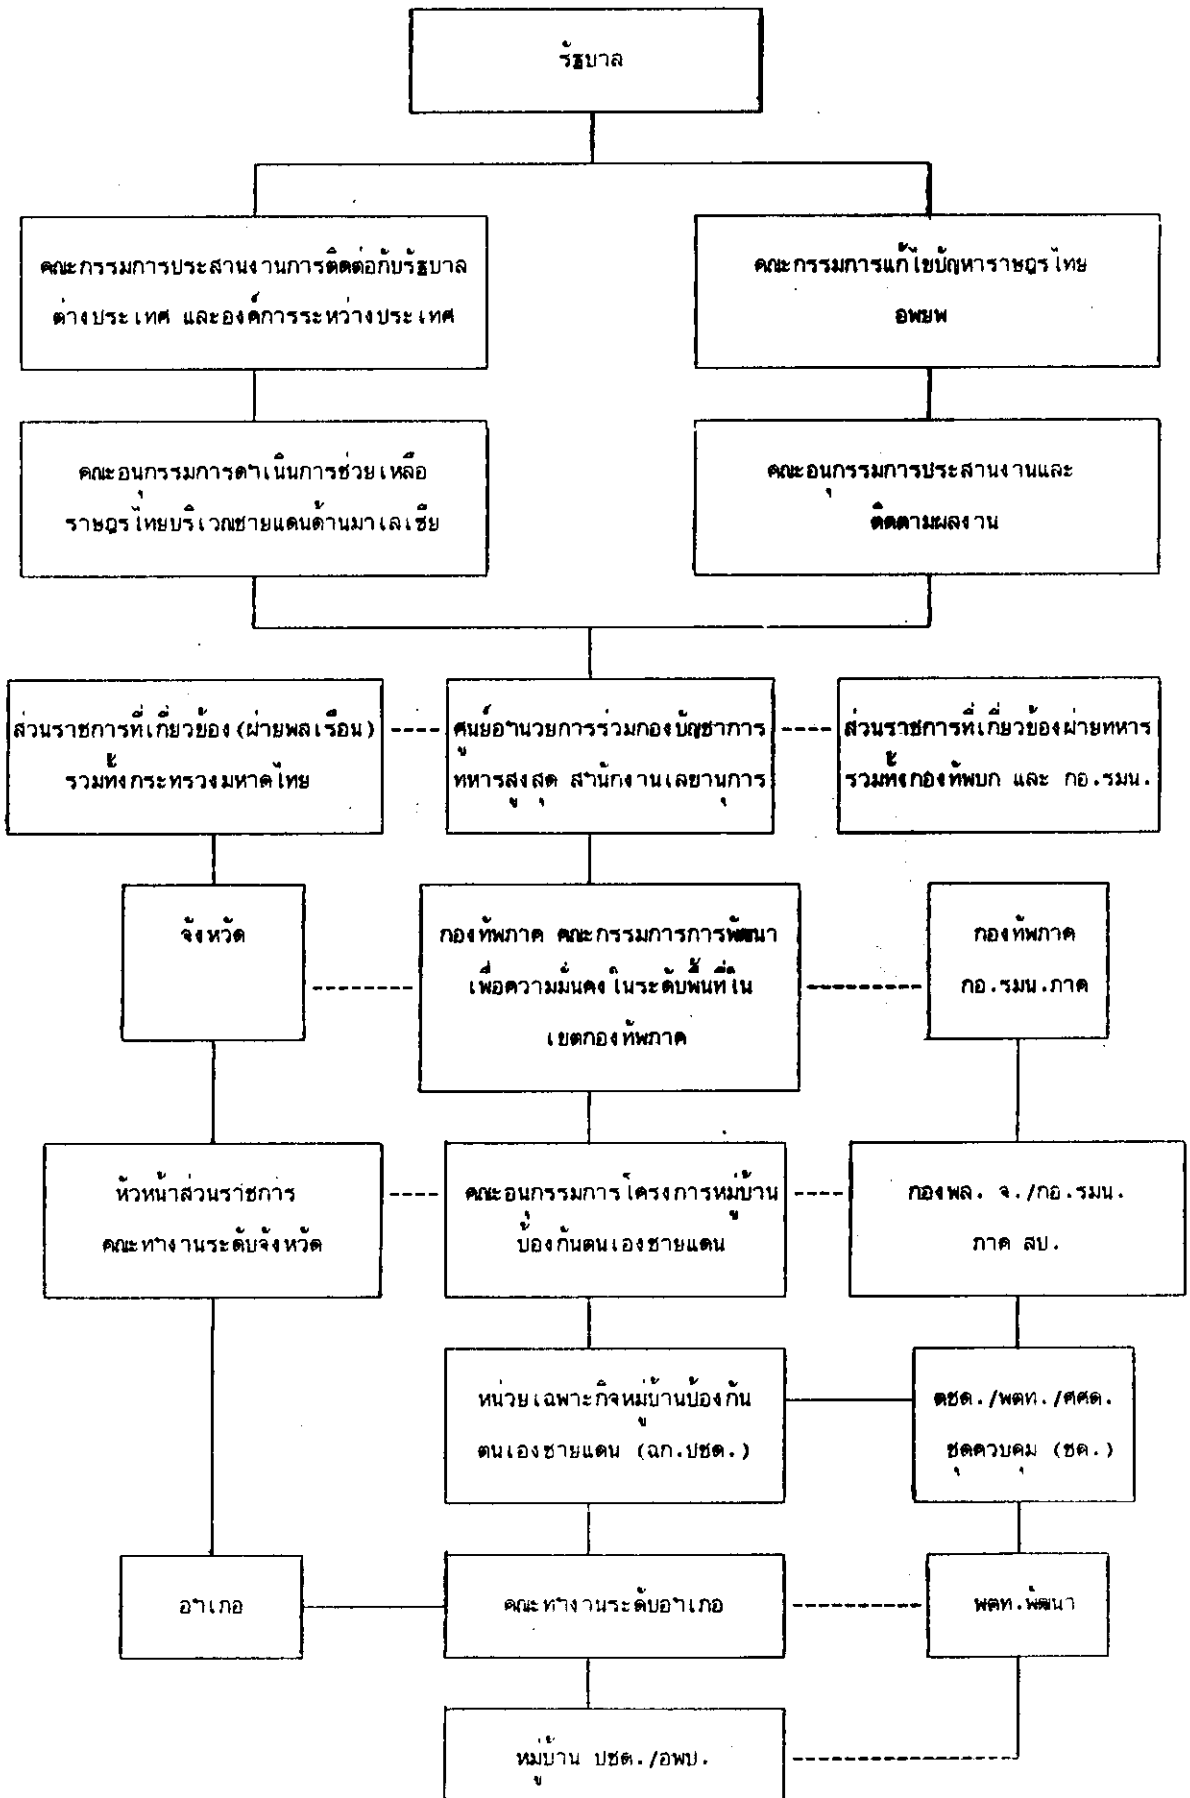 รัฐบาล
คณะกรรมการประสานงานการติดต่อกับรัฐบาล
ต่างประเทศ และองค์การระหว่างประเทศ
คณะกรรมการแก้ไขปัญหาราษฎรไทย
อพยพ
คณะอนุกรรมการดำเนินการช่วยเหลือ
ราษฎรไทยบริเวณชายแดนด้านมาเลเซีย
คณะอนุกรรมการประสานงานและ
ติดตามผลงาน
ส่วนราชการที่เกี่ยวข้อง (ฝ่ายพลเรือน)
รวมทั้งกระทรวงมหาดไทย
ศูนย์อำนวยการร่วมกองบัญชาการ
ทหารสูงสุด สำนักงานเลขานุการ
ส่วนราชการที่เกี่ยวข้องฝ่ายทหาร
รวมทั้งกองทัพบก และ กอ.รมน.
จังหวัด
กองทัพภาค คณะกรรมการการพัฒนา
เพื่อความมั่นคงในระดับพื้นที่ใน
เขตกองทัพภาค
กองทัพภาค
กอ.รมน.ภาค
หัวหน้าส่วนราชการ
คณะทำงานระดับจังหวัด
คณะอนุกรรมการโครงการหมู่บ้าน
ป้องกันตนเองชายแดน
กองพล. จ./กอ.รมน.
ภาค สป.
หน่วยเฉพาะกิจหมู่บ้านป้องกัน
ตนเองชายแดน (ฉก.ปชด.)
ตชด./พตท./ศศด.
ชุดควบคุม (ชค.)
อำเภอ
คณะทำงานระดับอำเภอ
พตท.พัฒนา
หมู่บ้าน ปชด./อพป.